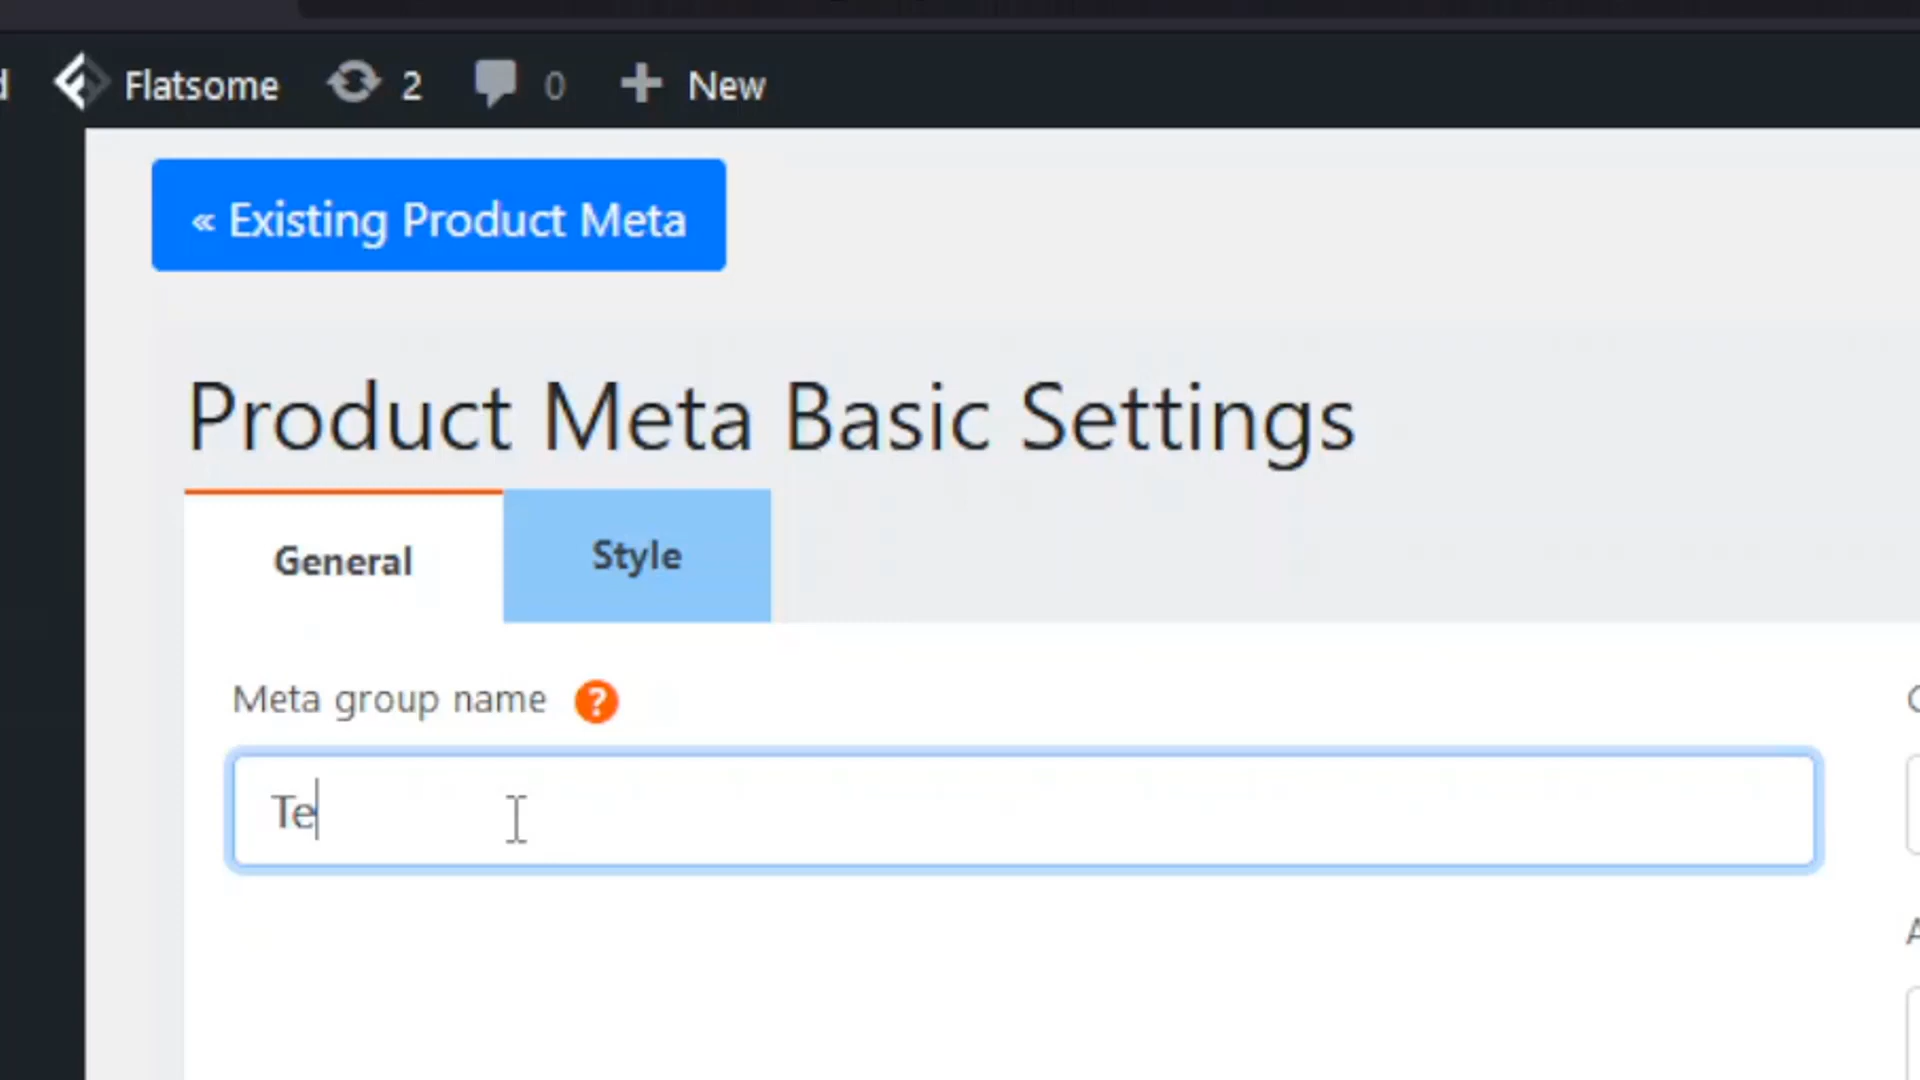 Flatsome 2 0 + New
« Existing Product Meta
Product Meta Basic Settings
General Style
Meta group name ?
Te